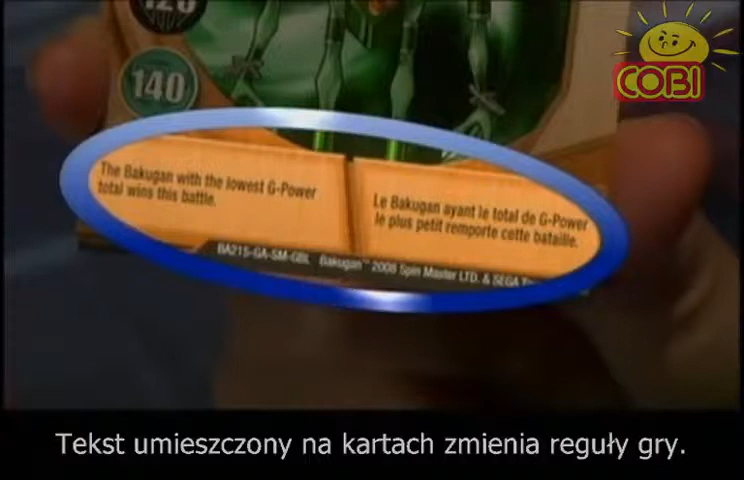 120
140
COBI
The Bakugan with the lowest G-Power
total wins this battle.
Le Bakugan ayant le total de G-Power
le plus petit remporte cette bataille.
BA215-GA-SM-GBL Bakugan™ 2008 Spin Master LTD. & SEGA
Tekst umieszczony na kartach zmienia reguły gry.